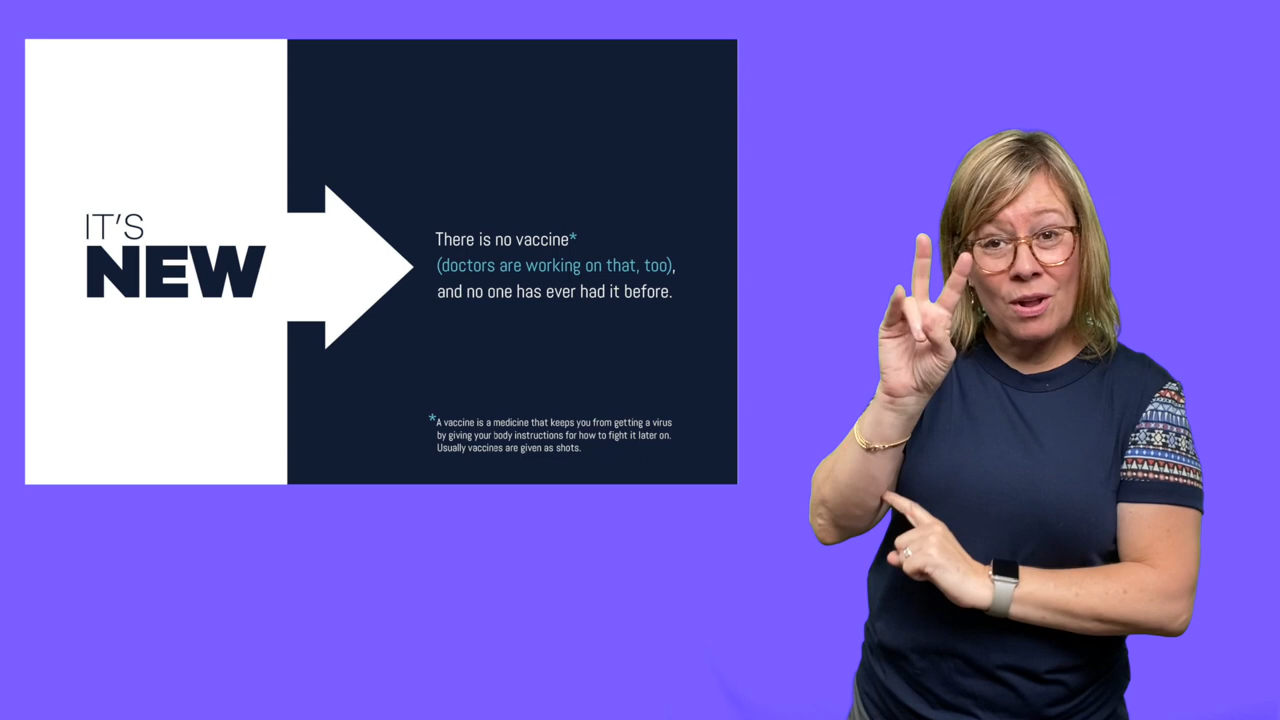 IT'S
NEW
There is no vaccine*
(doctors are working on that, too),
and no one has ever had it before.
*A vaccine is a medicine that keeps you from getting a virus
by giving your body instructions for how to fight it later on.
Usually vaccines are given as shots.